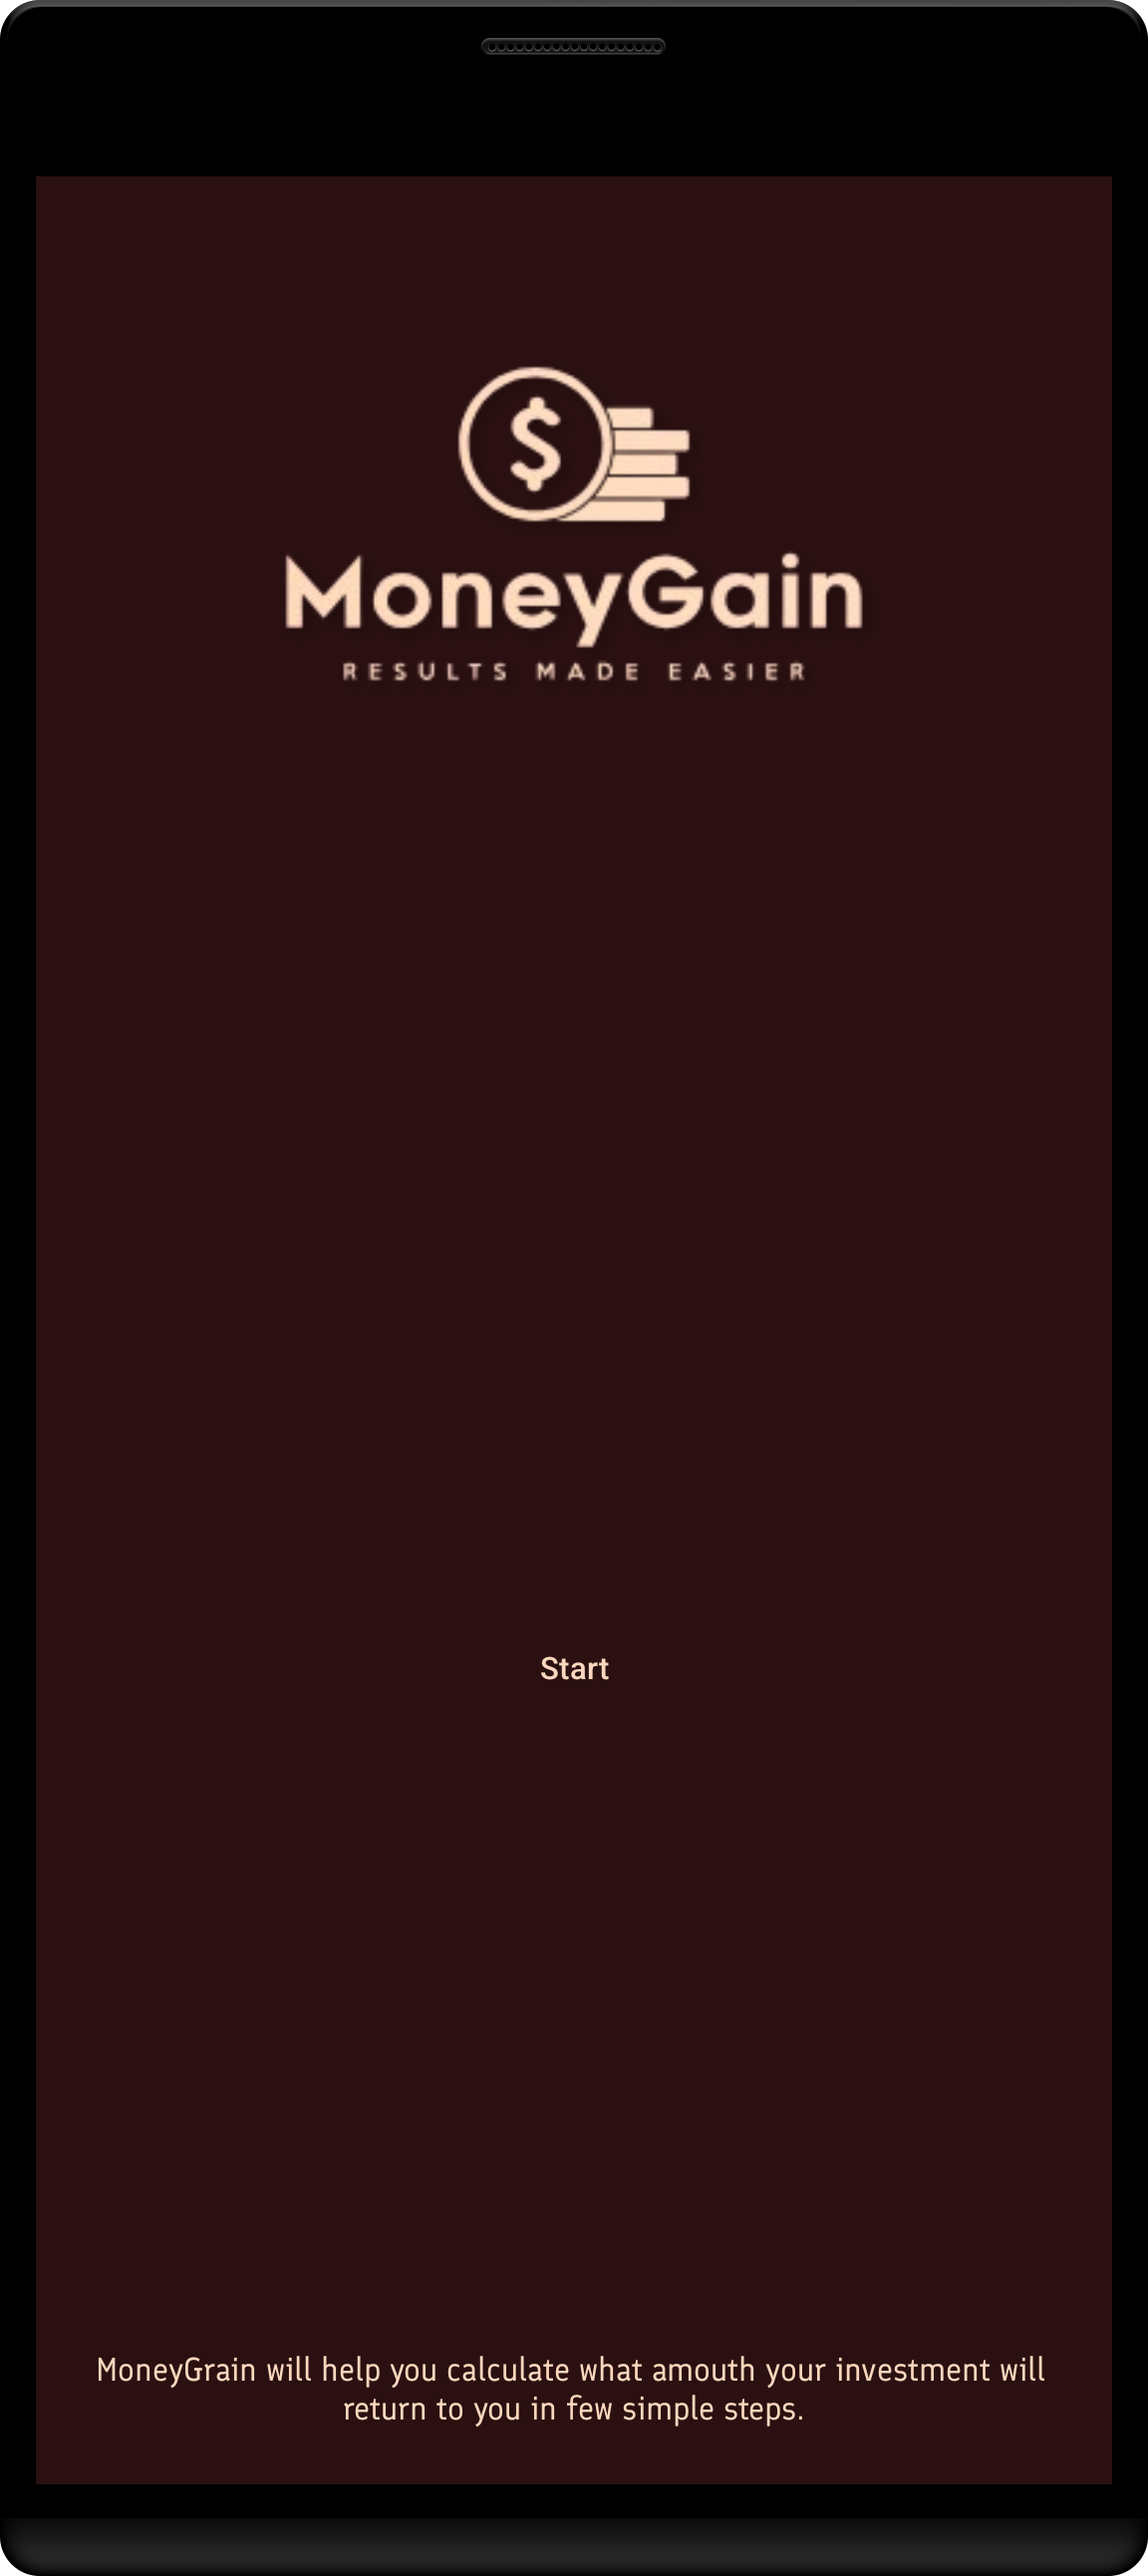 $
MoneyGain
RESULTS MADE EASIER
Start
MoneyGrain will help you calculate what amouth your investment will
return to you in few simple steps.